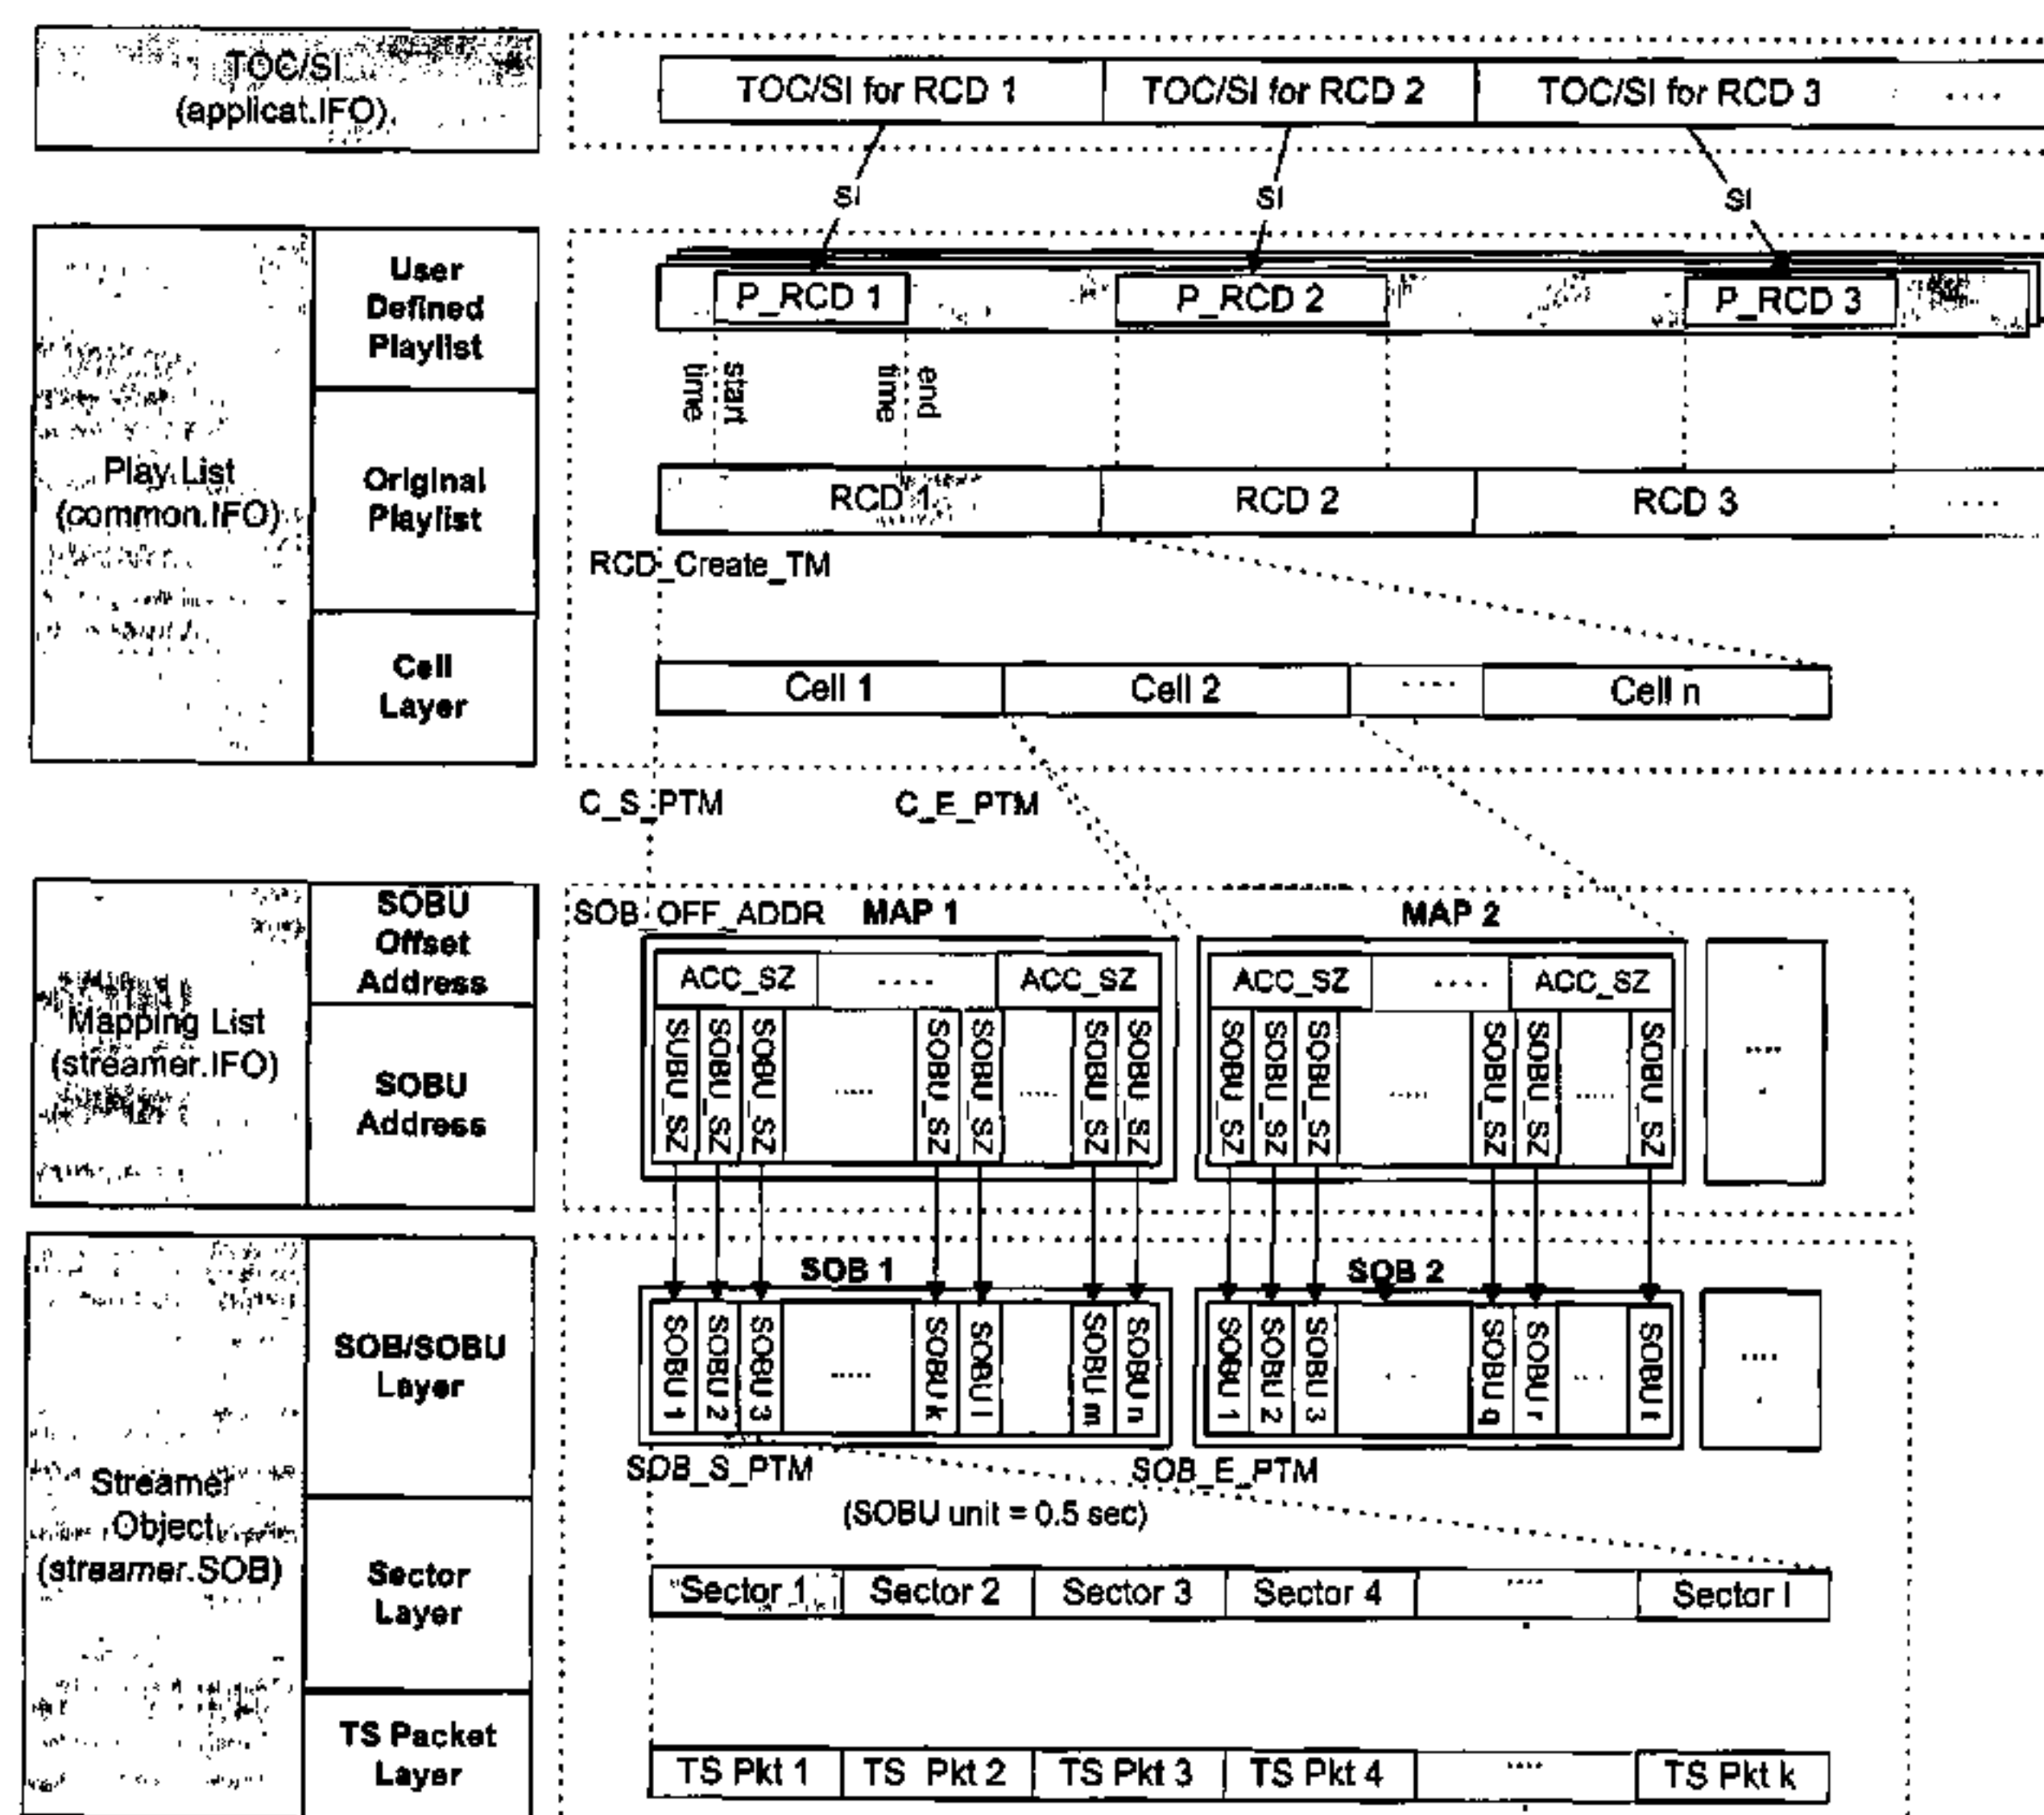 TOC/SI
(applicat.IFO)
TOC/SI for RCD 1
TOC/SI for RCD 2
TOC/SI for RCD 3
....
SI
SI
SI
User
Defined
Playlist
P_RCD 1
P_RCD 2
P_RCD 3
start
time
end
time
Play List
(common.IFO)
Original
Playlist
RCD 1
RCD 2
RCD 3
....
RCD_Create_TM
Cell
Layer
Cell 1
Cell 2
....
Cell n
C_S_PTM
C_E_PTM
SOBU
Offset
Address
SOB_OFF_ADDR
MAP 1
MAP 2
ACC_SZ
....
ACC_SZ
ACC_SZ
....
ACC_SZ
Mapping List
(streamer.IFO)
SOBU
Address
SUBU_SZ
SOBU_SZ
SOBU_SZ
.....
SOBU_SZ
SOBU_SZ
.....
SOBU_SZ
SOBU_SZ
SOBU_SZ
SOBU_SZ
SOBU_SZ
.....
SOBU_SZ
SOBU_SZ
.....
SOBU_SZ
....
SOB 1
SOB 2
SOB/SOBU
Layer
SOBU 1
SOBU 2
SOBU 3
.....
SOBU k
SOBU l
SOBU m
SOBU n
SOBU 1
SOBU 2
SOBU 3
SOBU q
SOBU r
SOBU t
....
SOB_S_PTM
SOB_E_PTM
(SOBU unit = 0.5 sec)
Streamer
Object
(streamer.SOB)
Sector
Layer
Sector 1
Sector 2
Sector 3
Sector 4
....
Sector l
TS Packet
Layer
TS Pkt 1
TS Pkt 2
TS Pkt 3
TS Pkt 4
....
TS Pkt k